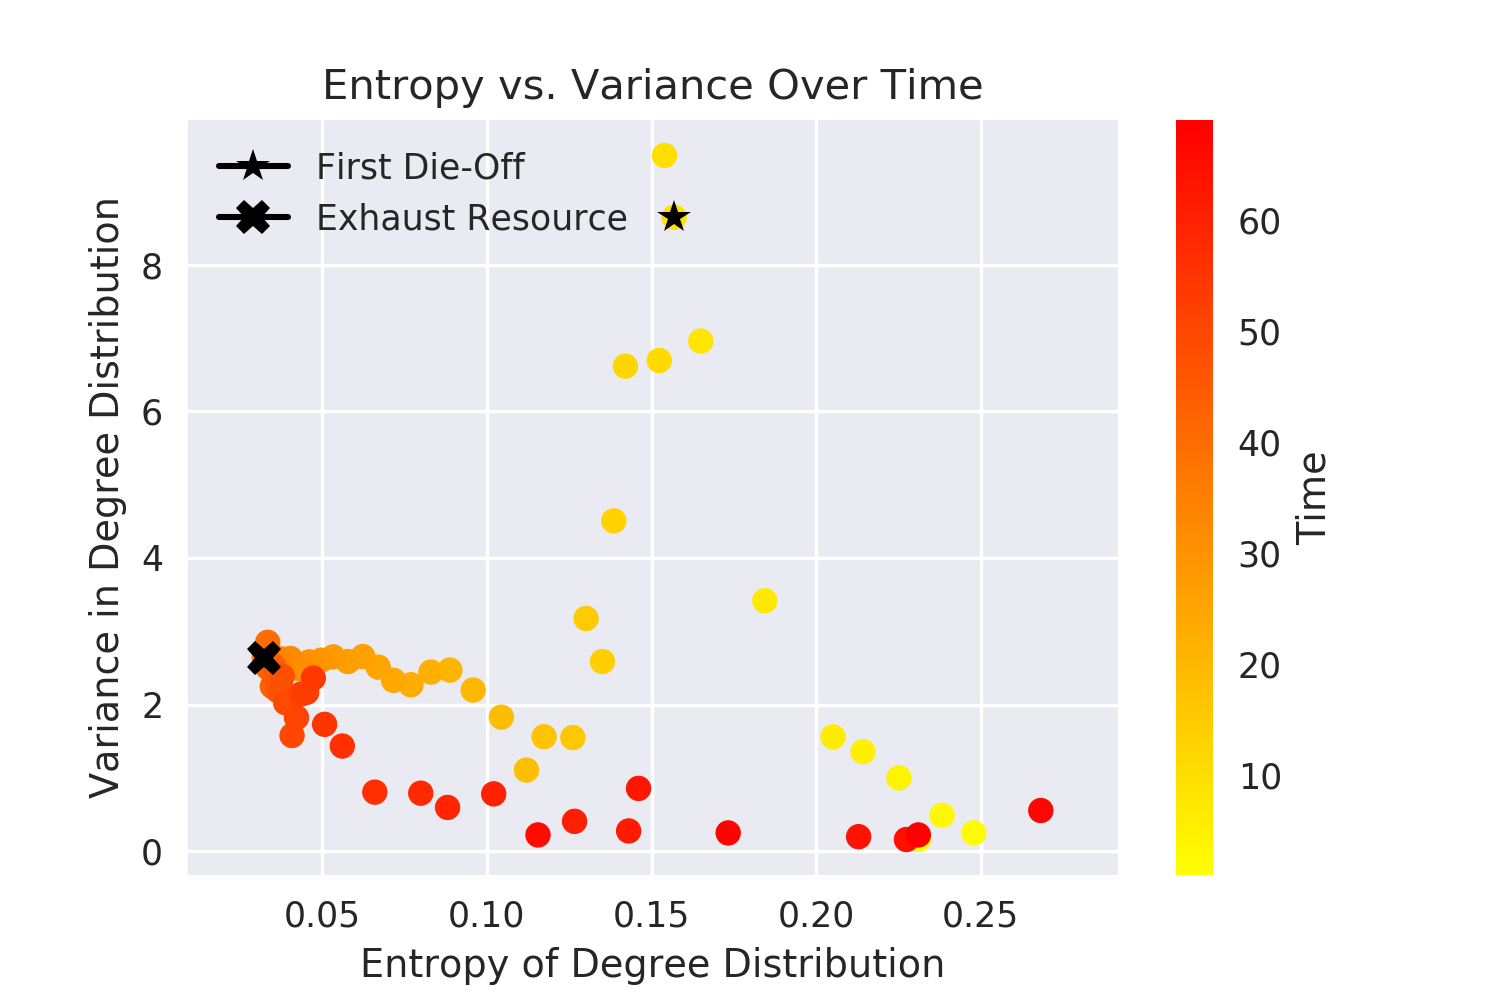 Entropy vs. Variance Over Time
First Die-Off
Exhaust Resource
Variance in Degree Distribution
8
6
4
2
0
0.05 0.10 0.15 0.20 0.25
Entropy of Degree Distribution
60
50
40
30
20
10
Time